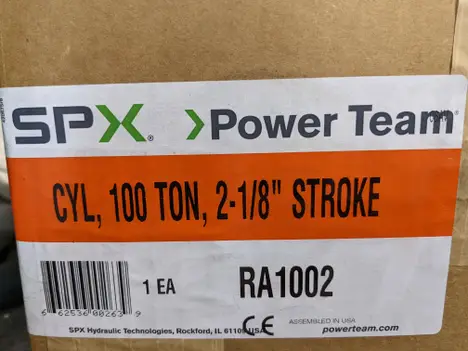 SPX® Power Team®
CYL, 100 TON, 2-1/8" STROKE
1 EA RA1002
6 62536 00263 9
SPX Hydraulic Technologies, Rockford, IL 61109 USA
CE ASSEMBLED IN USA
powerteam.com